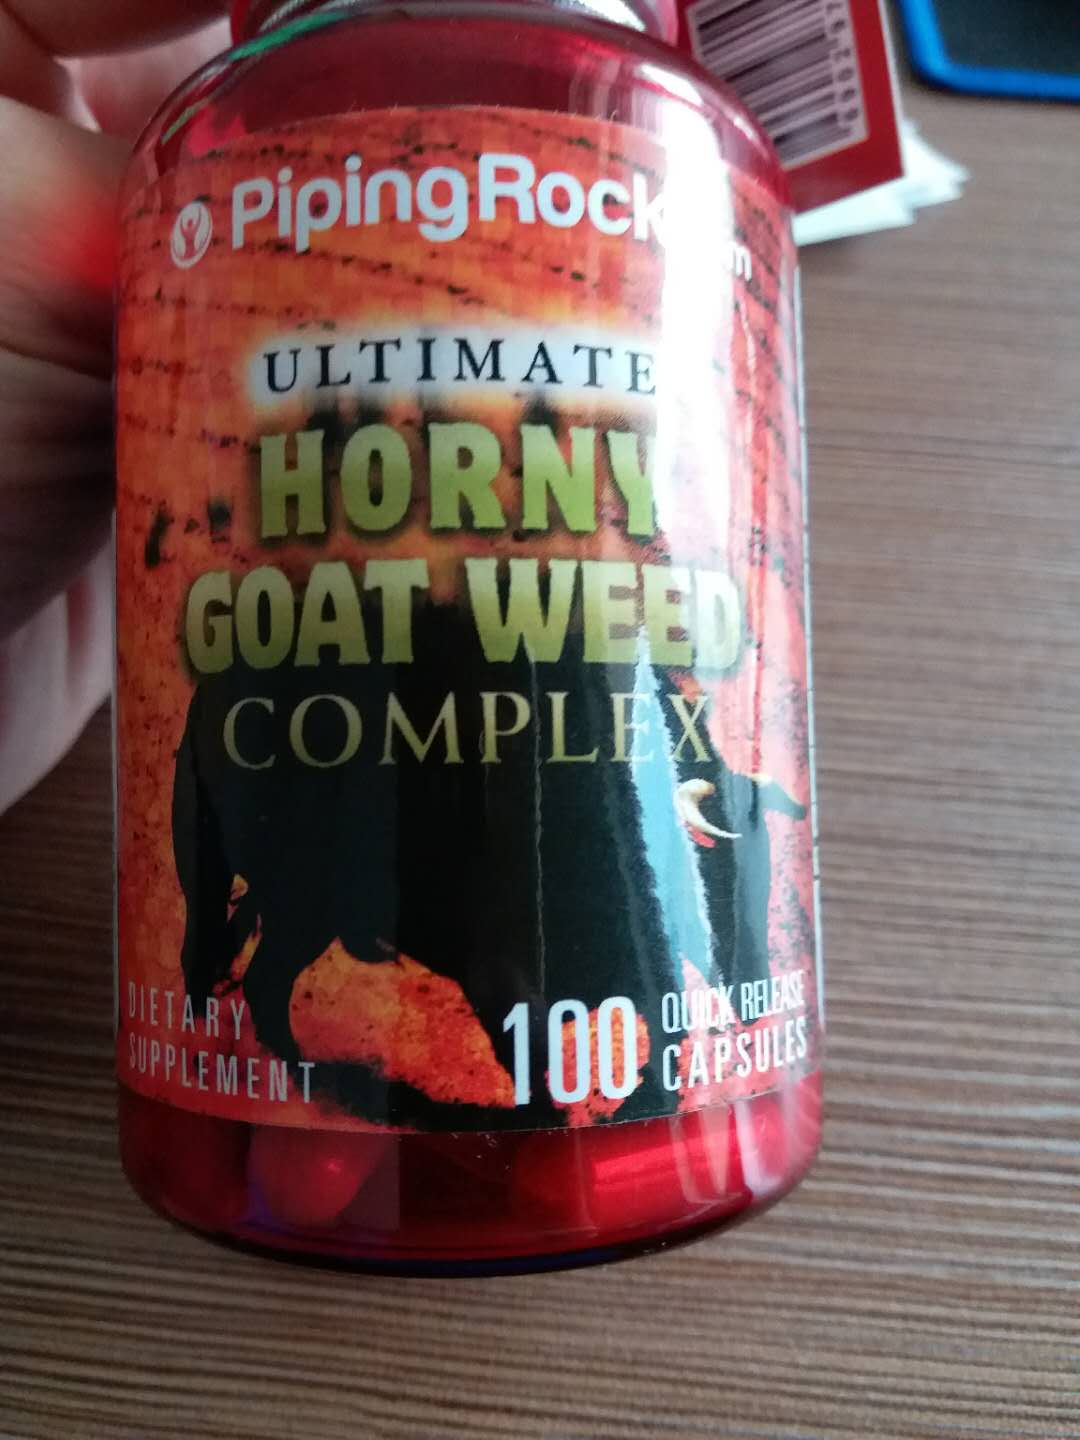 PipingRock
ULTIMATE
HORNY
GOAT WEED
COMPLEX
DIETARY
SUPPLEMENT
100
QUICK RELEASE
CAPSULES